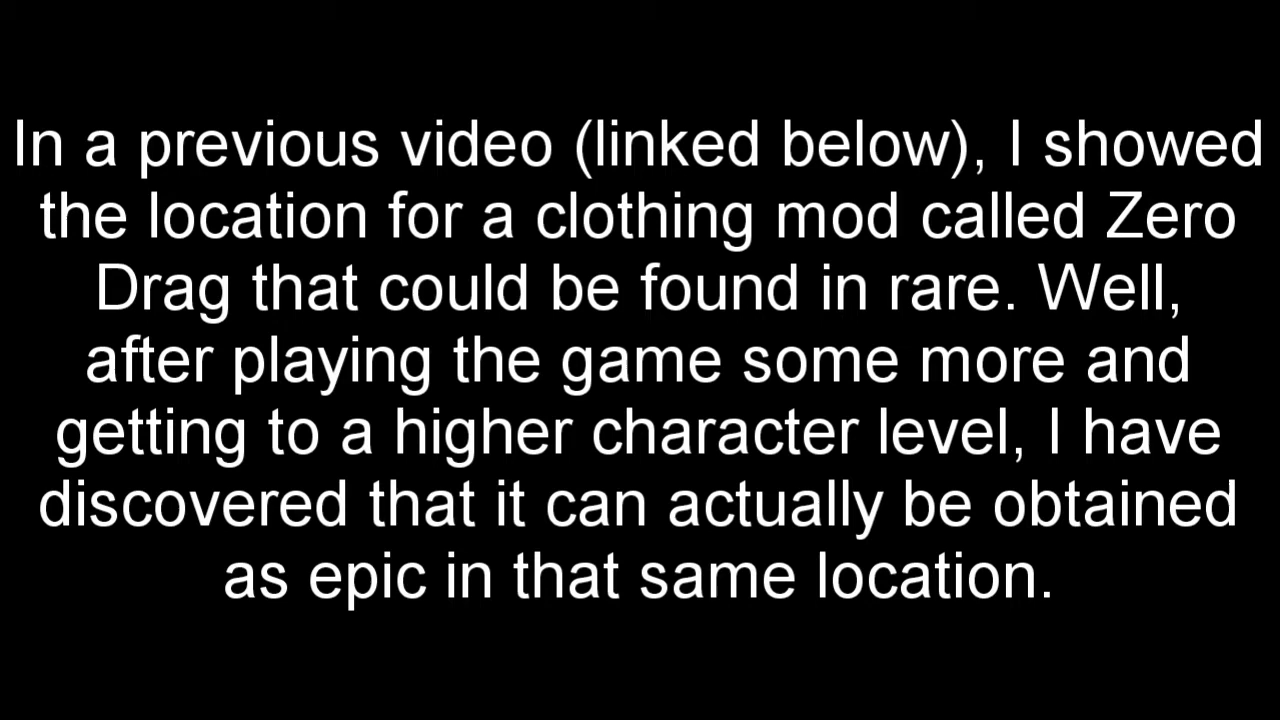 In a previous video (linked below), I showed
the location for a clothing mod called Zero
Drag that could be found in rare. Well,
after playing the game some more and
getting to a higher character level, I have
discovered that it can actually be obtained
as epic in that same location.